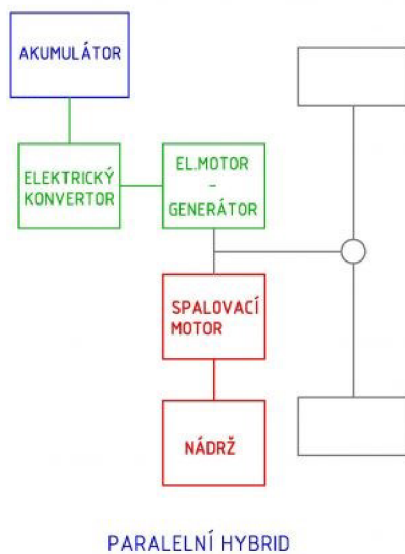 AKUMULÁTOR
ELEKTRICKÝ
KONVERTOR
EL.MOTOR
-
GENERÁTOR
SPALOVACÍ
MOTOR
NÁDRŽ
PARALELNÍ HYBRID